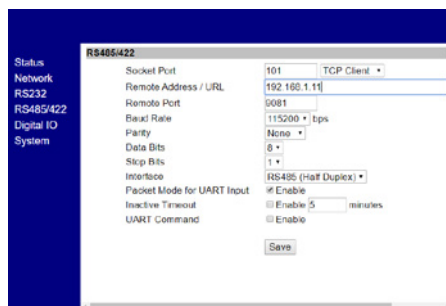 Status
Network
RS232
RS485/422
Digital IO
System
RS485/422
Socket Port 101 TCP Client
Remote Address / URL 192.168.1.11
Remote Port 9081
Baud Rate 115200 bps
Parity None
Data Bits 8
Stop Bits 1
Interface RS485 (Half Duplex)
Packet Mode for UART Input Enable
Inactive Timeout Enable 5 minutes
UART Command Enable
Save